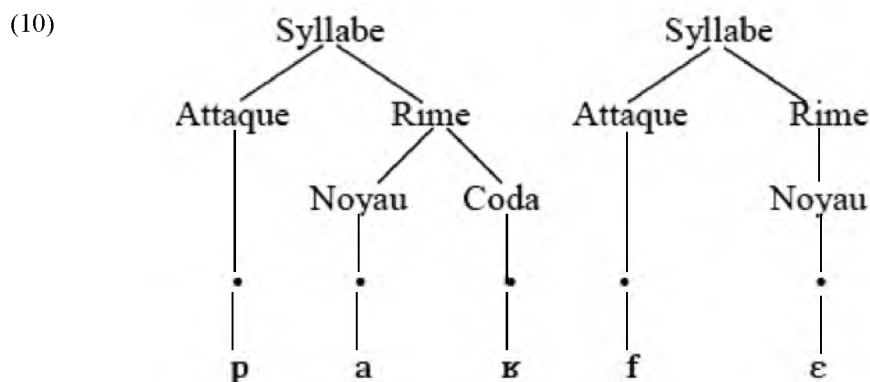 (10) Syllabe Syllabe
Attaque Rime Attaque Rime
Noyau Coda Noyau
p a ʁ f ɛ